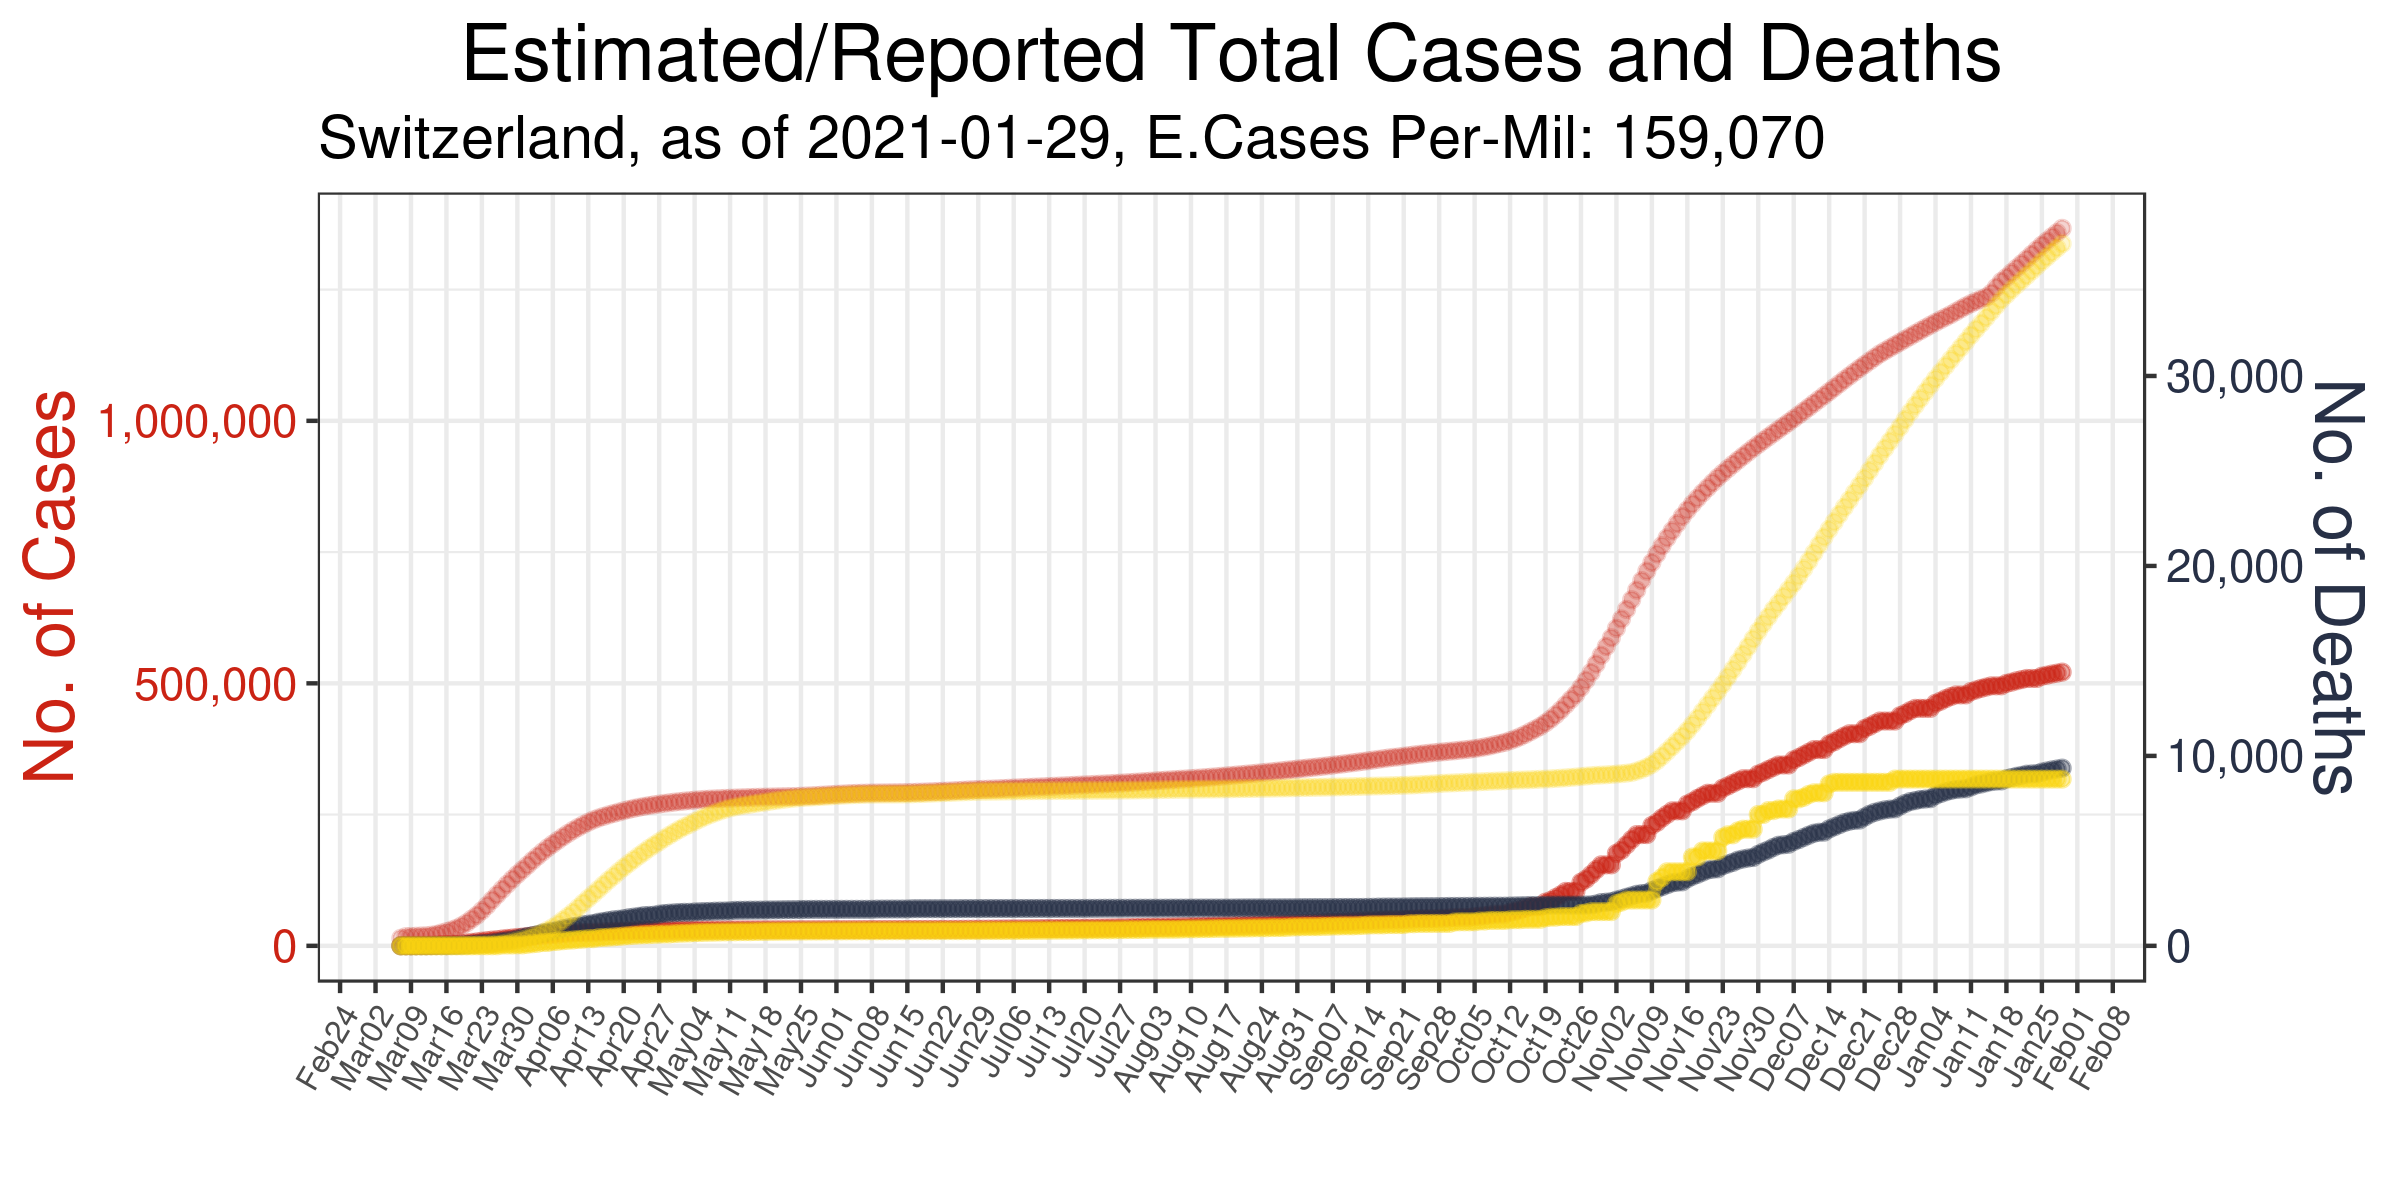 Estimated/Reported Total Cases and Deaths
Switzerland, as of 2021-01-29, E.Cases Per-Mil: 159,070
No. of Cases
1,000,000
500,000
0
30,000
20,000
10,000
0
No. of Deaths
Feb24
Mar02
Mar09
Mar16
Mar23
Mar30
Apr06
Apr13
Apr20
Apr27
May04
May11
May18
May25
Jun01
Jun08
Jun15
Jun22
Jun29
Jul06
Jul13
Jul20
Jul27
Aug03
Aug10
Aug17
Aug24
Aug31
Sep07
Sep14
Sep21
Sep28
Oct05
Oct12
Oct19
Oct26
Nov02
Nov09
Nov16
Nov23
Nov30
Dec07
Dec14
Dec21
Dec28
Jan04
Jan11
Jan18
Jan25
Feb01
Feb08